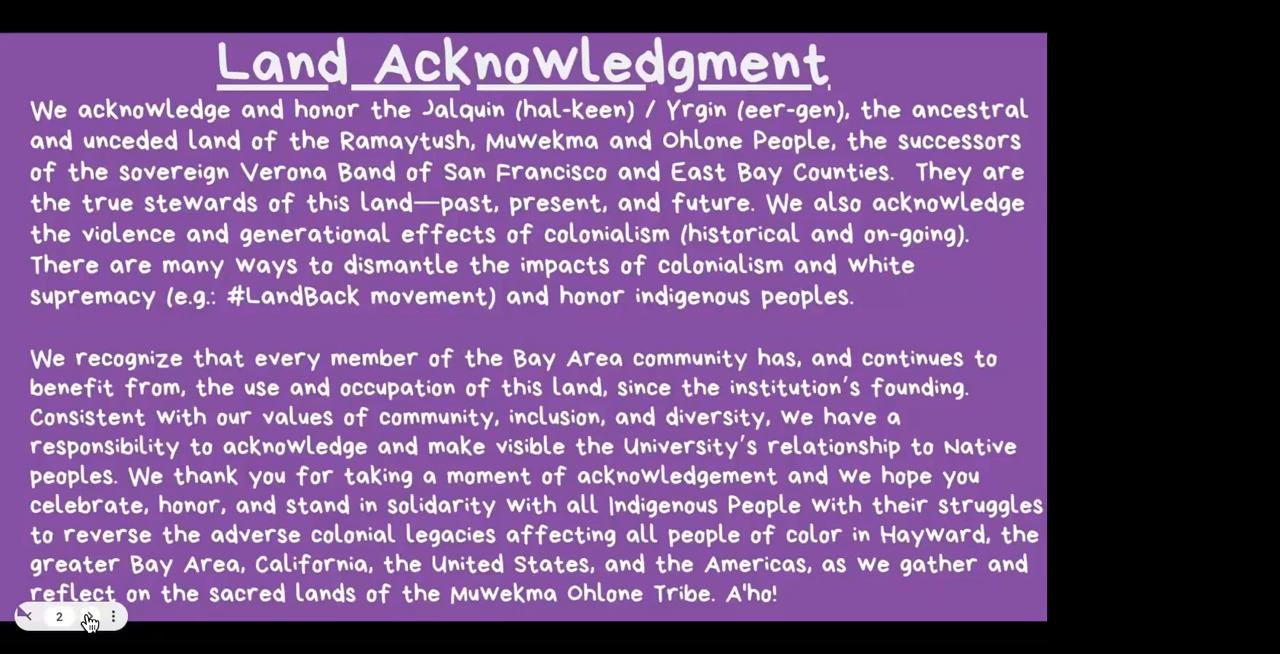 Land Acknowledgment
We acknowledge and honor the Jalquin (hal-keen) / Yrgin (eer-gen), the ancestral
and unceded land of the Ramaytush, Muwekma and Ohlone People, the successors
of the sovereign Verona Band of San Francisco and East Bay Counties. They are
the true stewards of this land—past, present, and future. We also acknowledge
the violence and generational effects of colonialism (historical and on-going).
There are many ways to dismantle the impacts of colonialism and white
supremacy (e.g.: #LandBack movement) and honor indigenous peoples.
We recognize that every member of the Bay Area community has, and continues to
benefit from, the use and occupation of this land, since the institution's founding.
Consistent with our values of community, inclusion, and diversity, we have a
responsibility to acknowledge and make visible the University's relationship to Native
peoples. We thank you for taking a moment of acknowledgement and we hope you
celebrate, honor, and stand in solidarity with all Indigenous People with their struggles
to reverse the adverse colonial legacies affecting all people of color in Hayward, the
greater Bay Area, California, the United States, and the Americas, as we gather and
reflect on the sacred lands of the Muwekma Ohlone Tribe. A'ho!
2